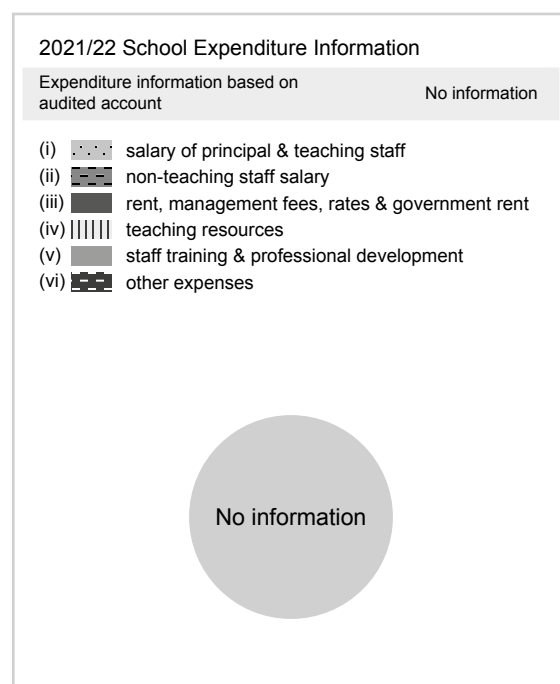 2021/22 School Expenditure Information
Expenditure information based on
audited account
No information
(i) salary of principal & teaching staff
(ii) non-teaching staff salary
(iii) rent, management fees, rates & government rent
(iv) teaching resources
(v) staff training & professional development
(vi) other expenses
No information